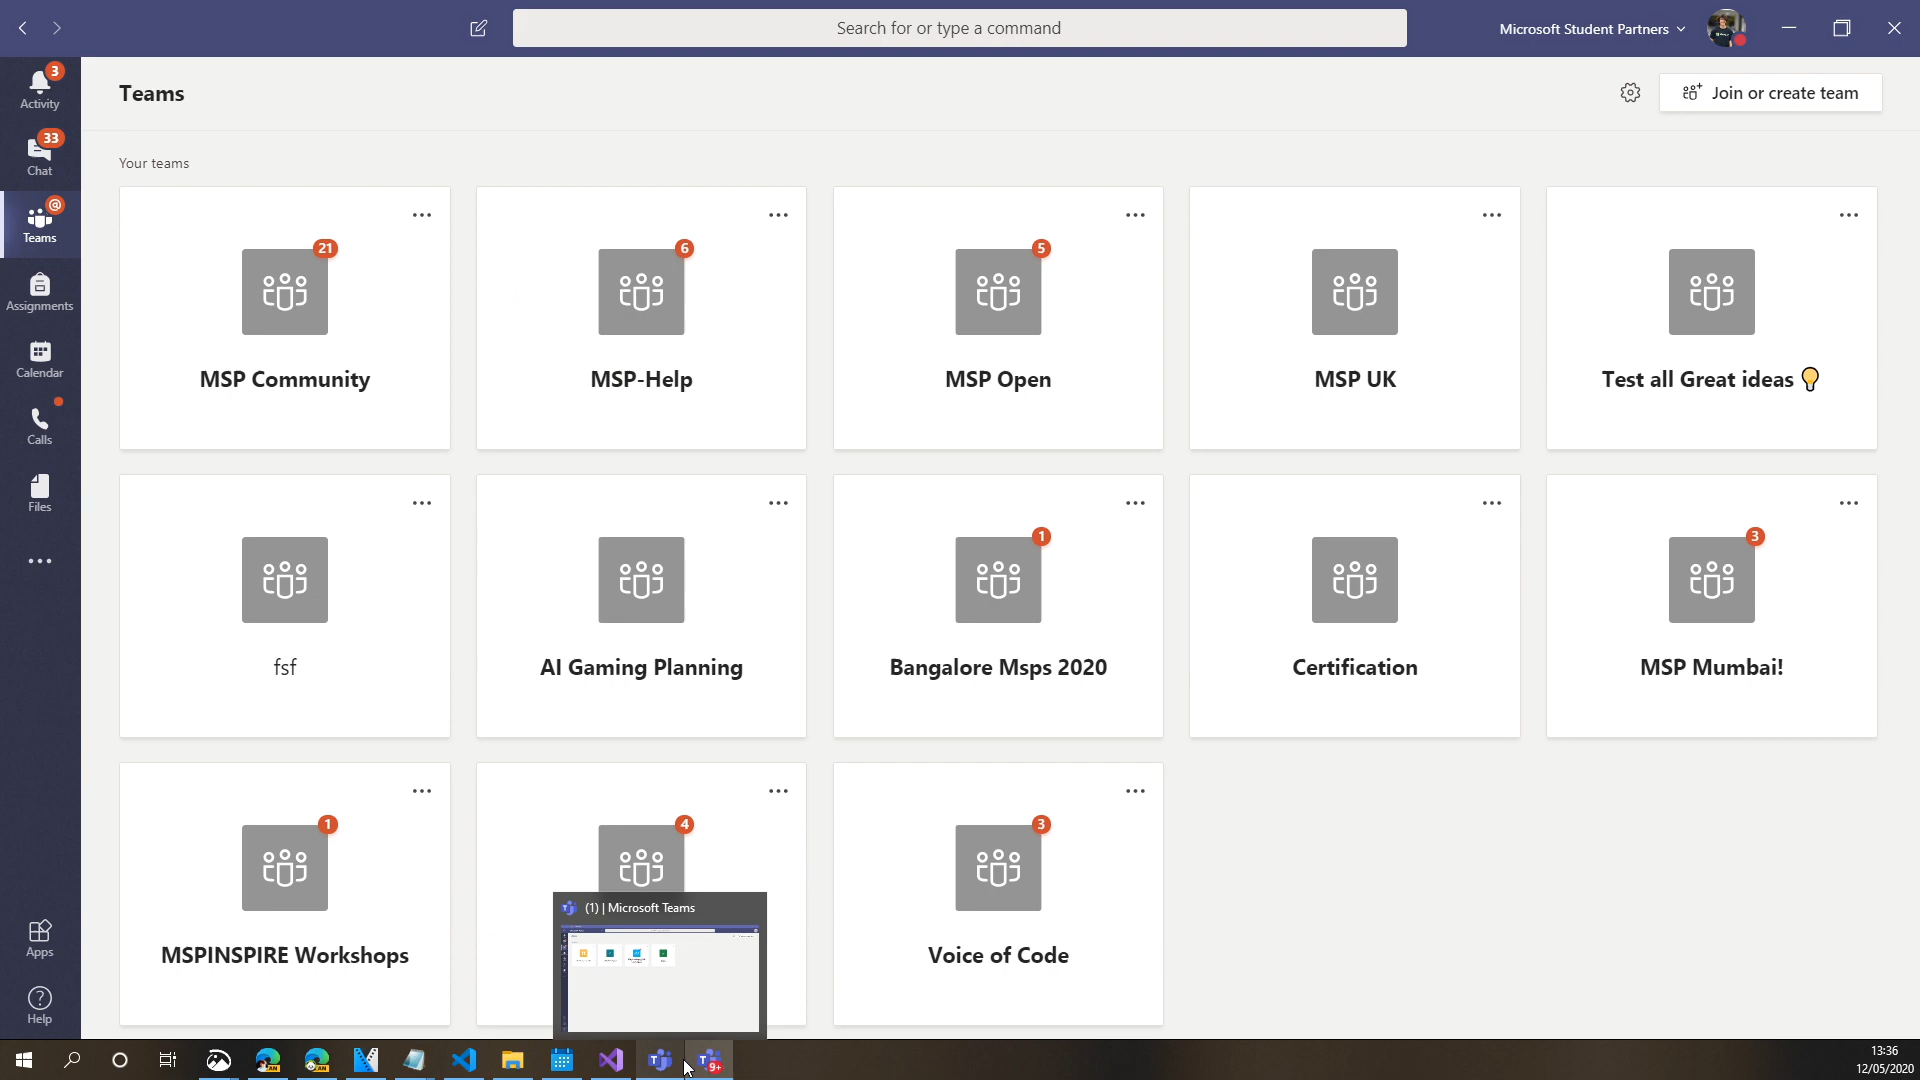 Search for or type a command
Microsoft Student Partners
3
Activity
33
Chat
@
Teams
Assignments
Calendar
Calls
Files
Apps
Help
Teams
Join or create team
Your teams
21
MSP Community
6
MSP-Help
5
MSP Open
MSP UK
Test all Great ideas 💡
fsf
AI Gaming Planning
1
Bangalore Msps 2020
Certification
3
MSP Mumbai!
1
MSPINSPIRE Workshops
4
3
Voice of Code
(1) | Microsoft Teams
9+
13:36
12/05/2020